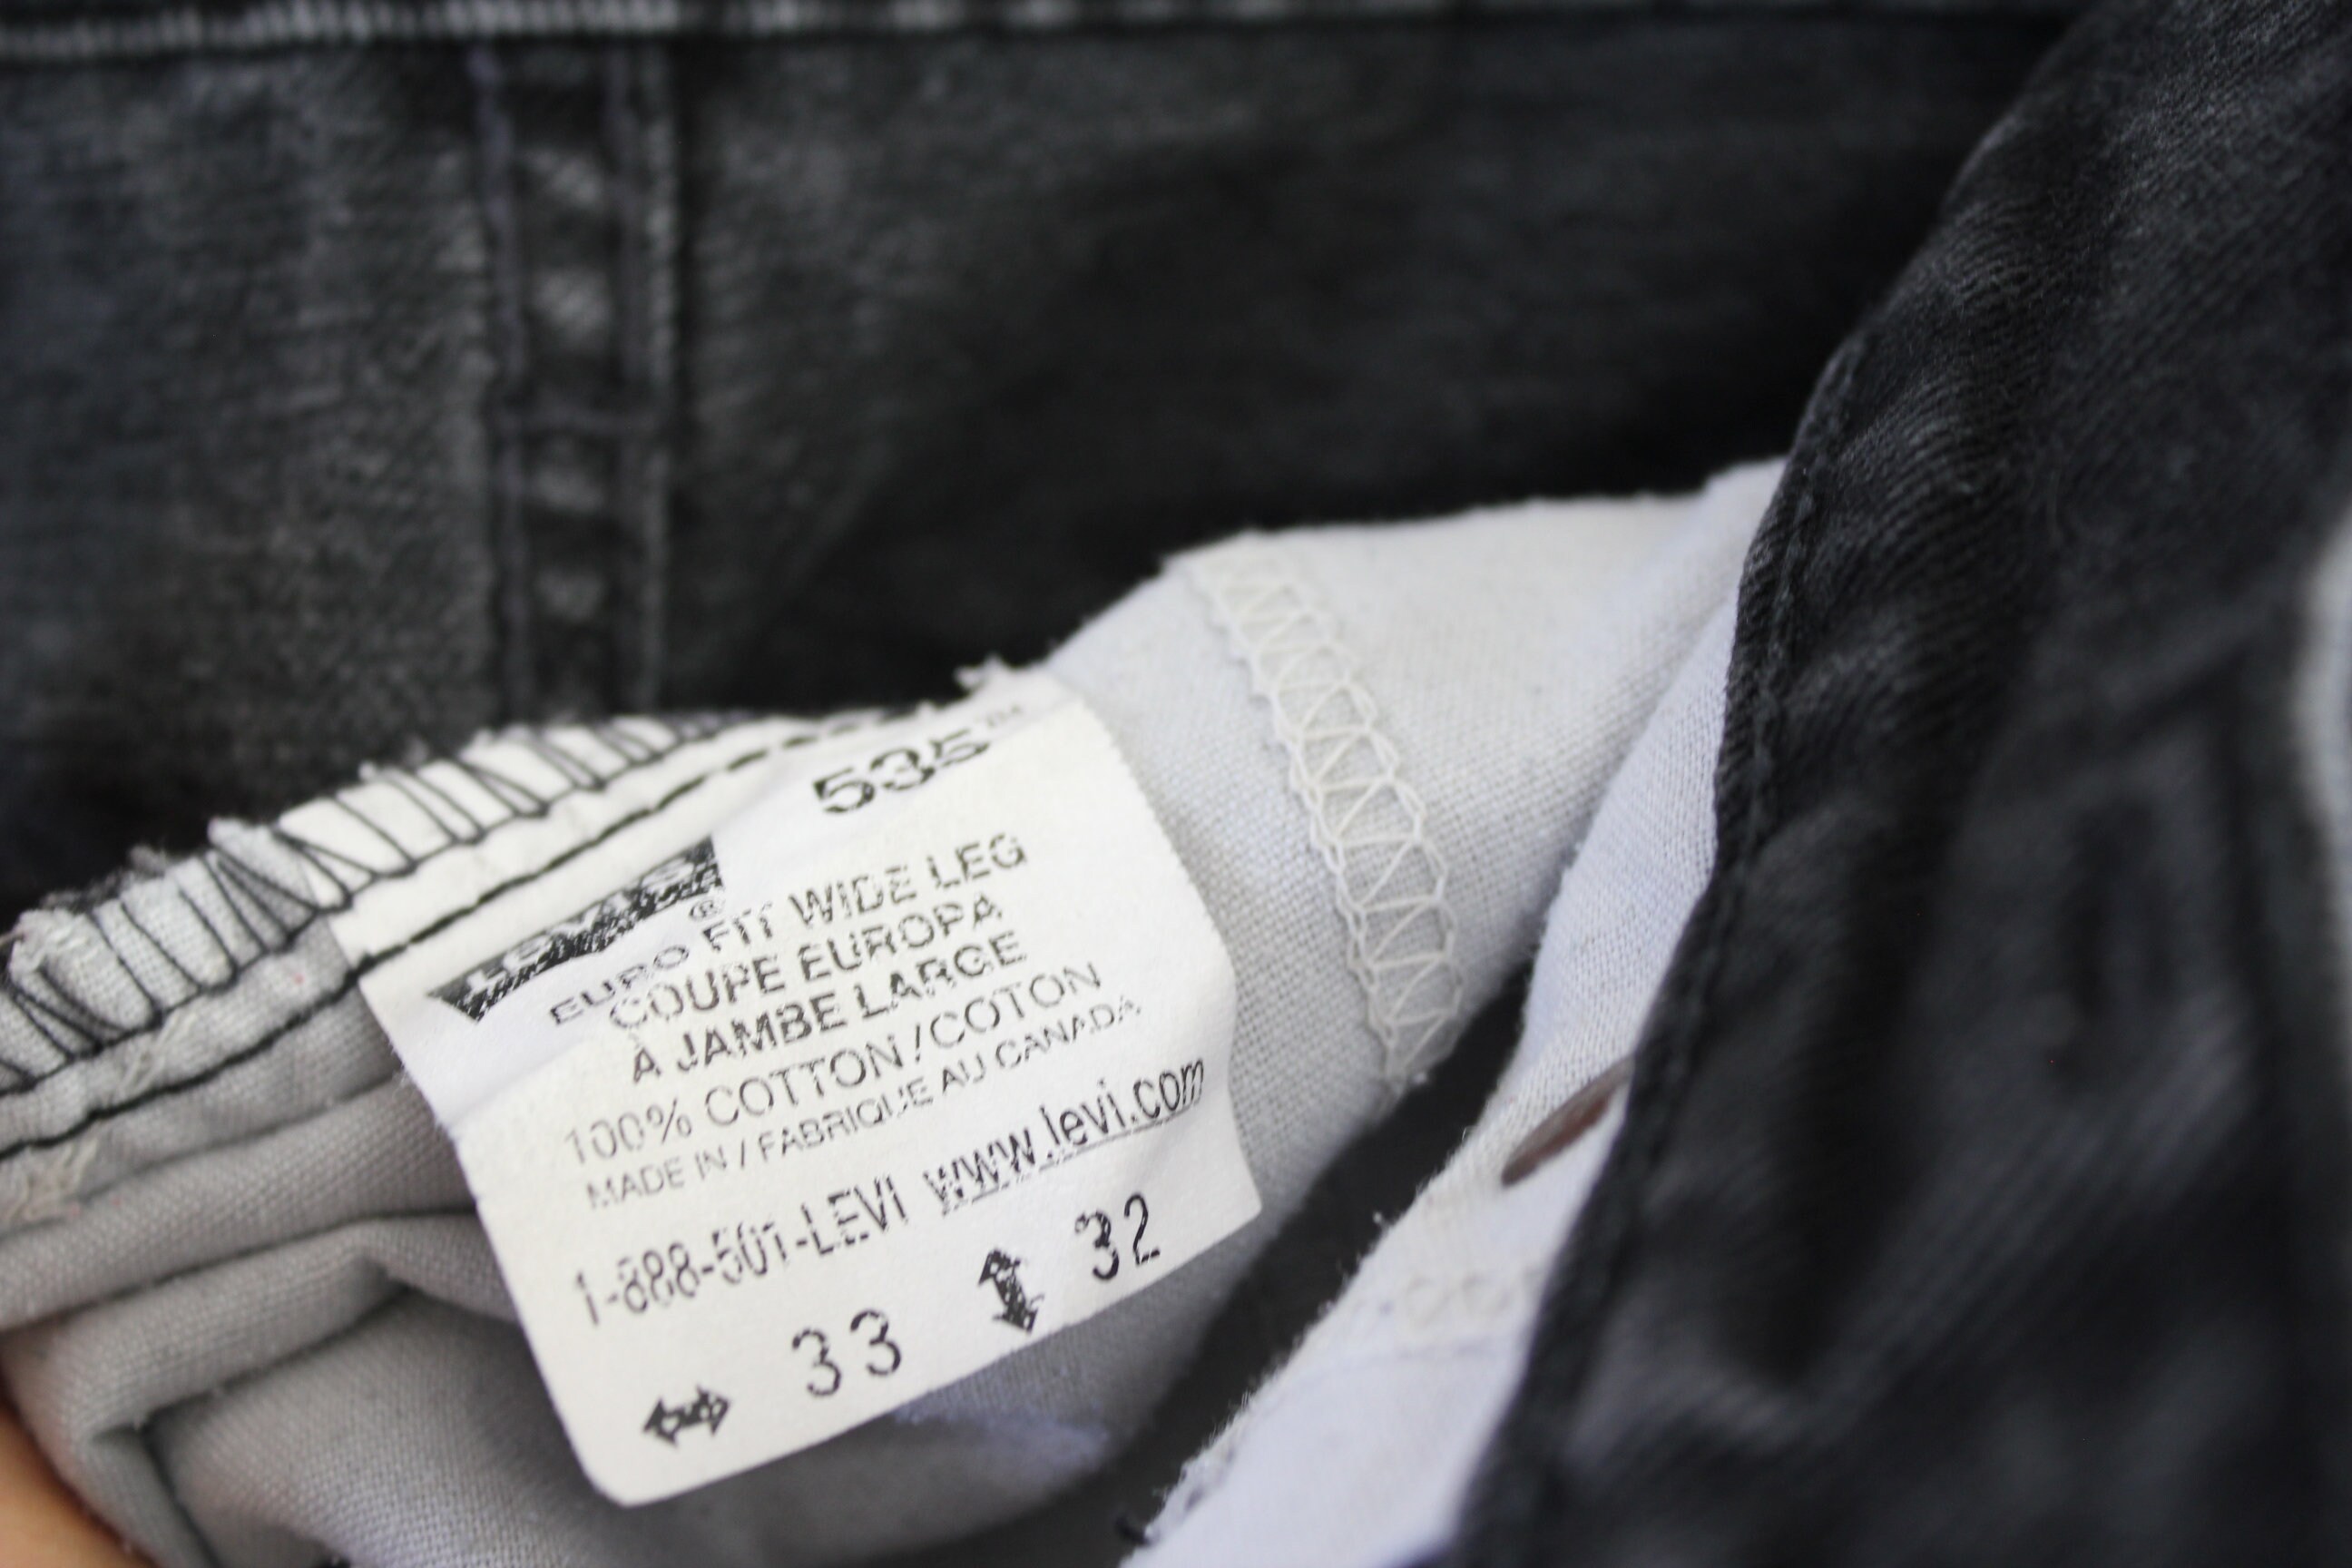 535™
LEVI'S
®
EURO FIT WIDE LEG
COUPE EUROPA
A JAMBE LARGE
100% COTTON / COTON
MADE IN / FABRIQUE AU CANADA
1-888-501-LEVI www.levi.com
33 32